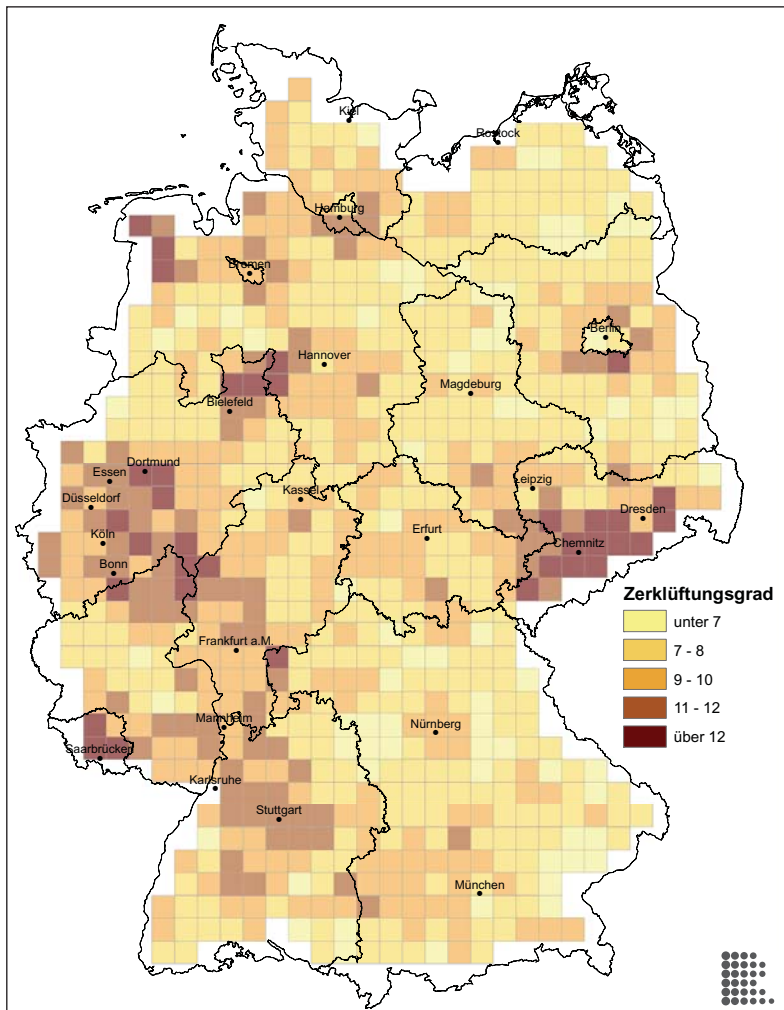 Kiel
Rostock
Hamburg
Bremen
Berlin
Hannover
Magdeburg
Bielefeld
Dortmund
Essen
Leipzig
Kassel
Düsseldorf
Dresden
Köln
Erfurt
Chemnitz
Bonn
Zerklüftungsgrad
unter 7
7 - 8
9 - 10
11 - 12
über 12
Frankfurt a.M.
Mannheim
Nürnberg
Saarbrücken
Karlsruhe
Stuttgart
München